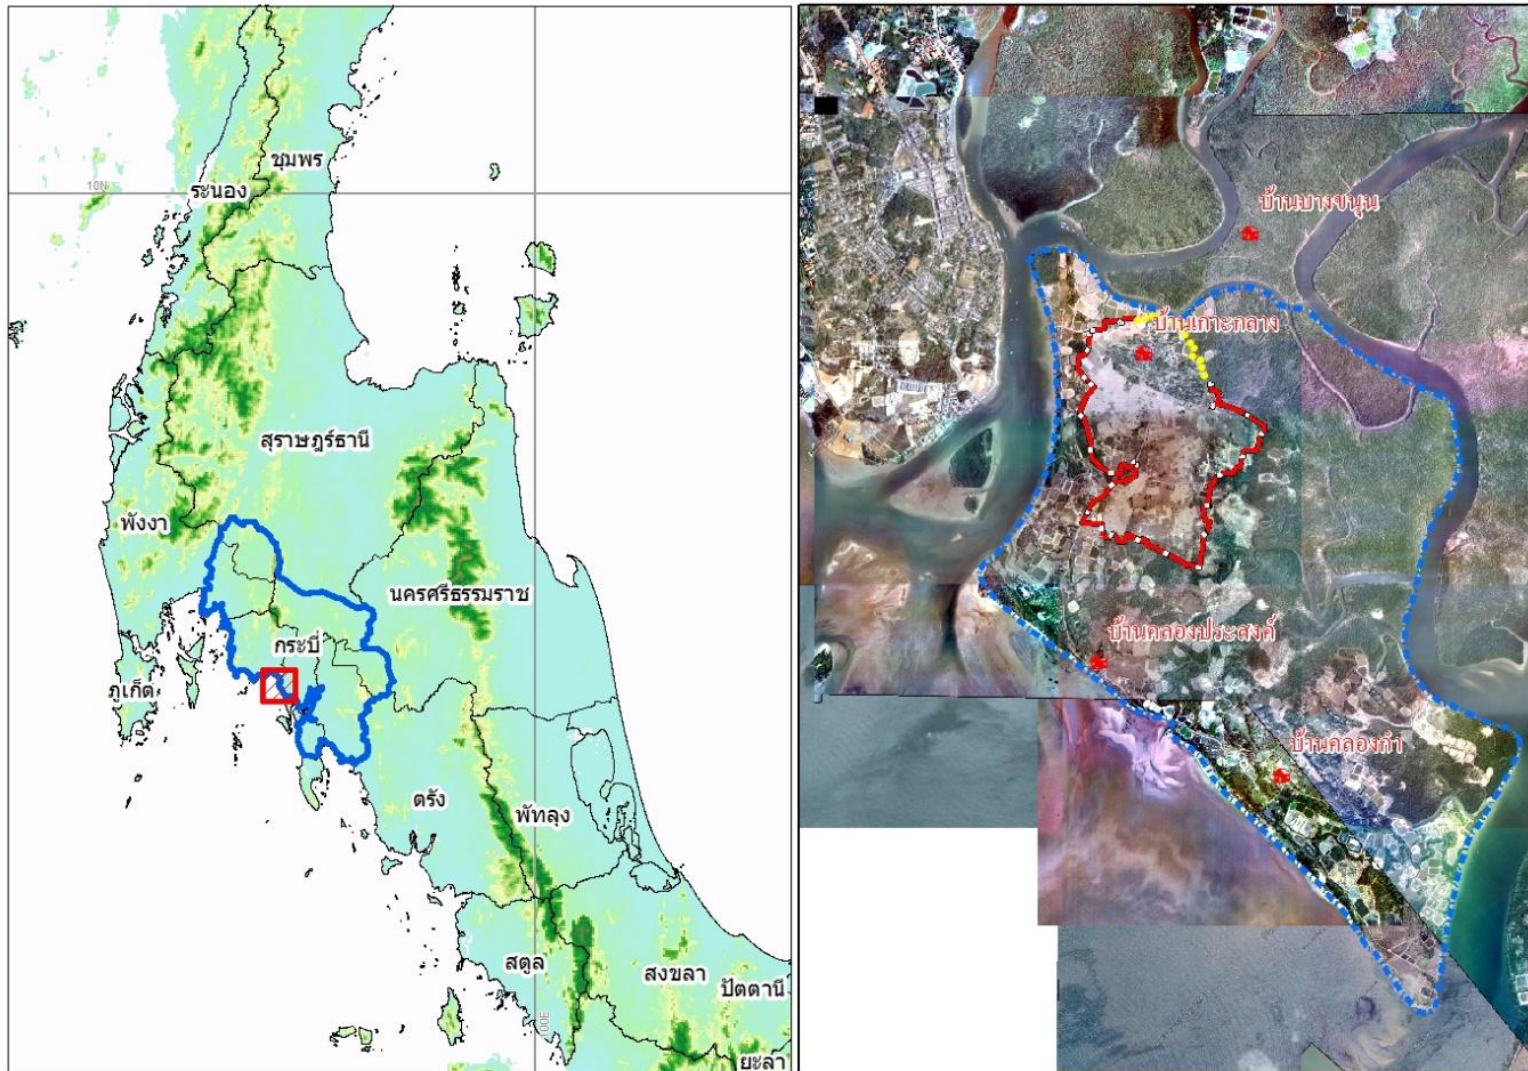 ชุมพร
10N
ระนอง
สุราษฎร์ธานี
พังงา
นครศรีธรรมราช
กระบี่
ภูเก็ต
ตรัง
พัทลุง
สตูล
สงขลา
ปัตตานี
100E
ยะลา
บ้านบางขนุน
บ้านเกาะกลาง
บ้านคลองประสงค์
บ้านคลองกำ